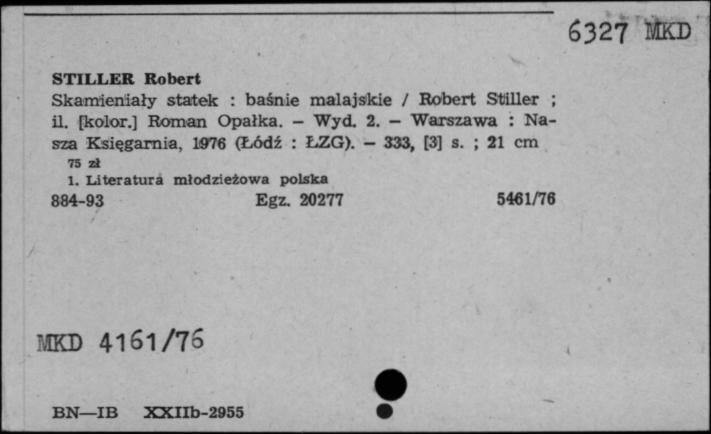 6327 MKD
STILLER Robert
Skamieniały statek : baśnie malajskie / Robert Stiller ;
il. [kolor.] Roman Opałka. — Wyd. 2. — Warszawa : Na-
sza Księgarnia, 1976 (Łódź : ŁZG). — 333, [3] s. ; 21 cm
75 zł
1. Literatura młodzieżowa polska
884-93 Egz. 20277 5461/76
MKD 4161/76
BN—IB XXIIb-2955